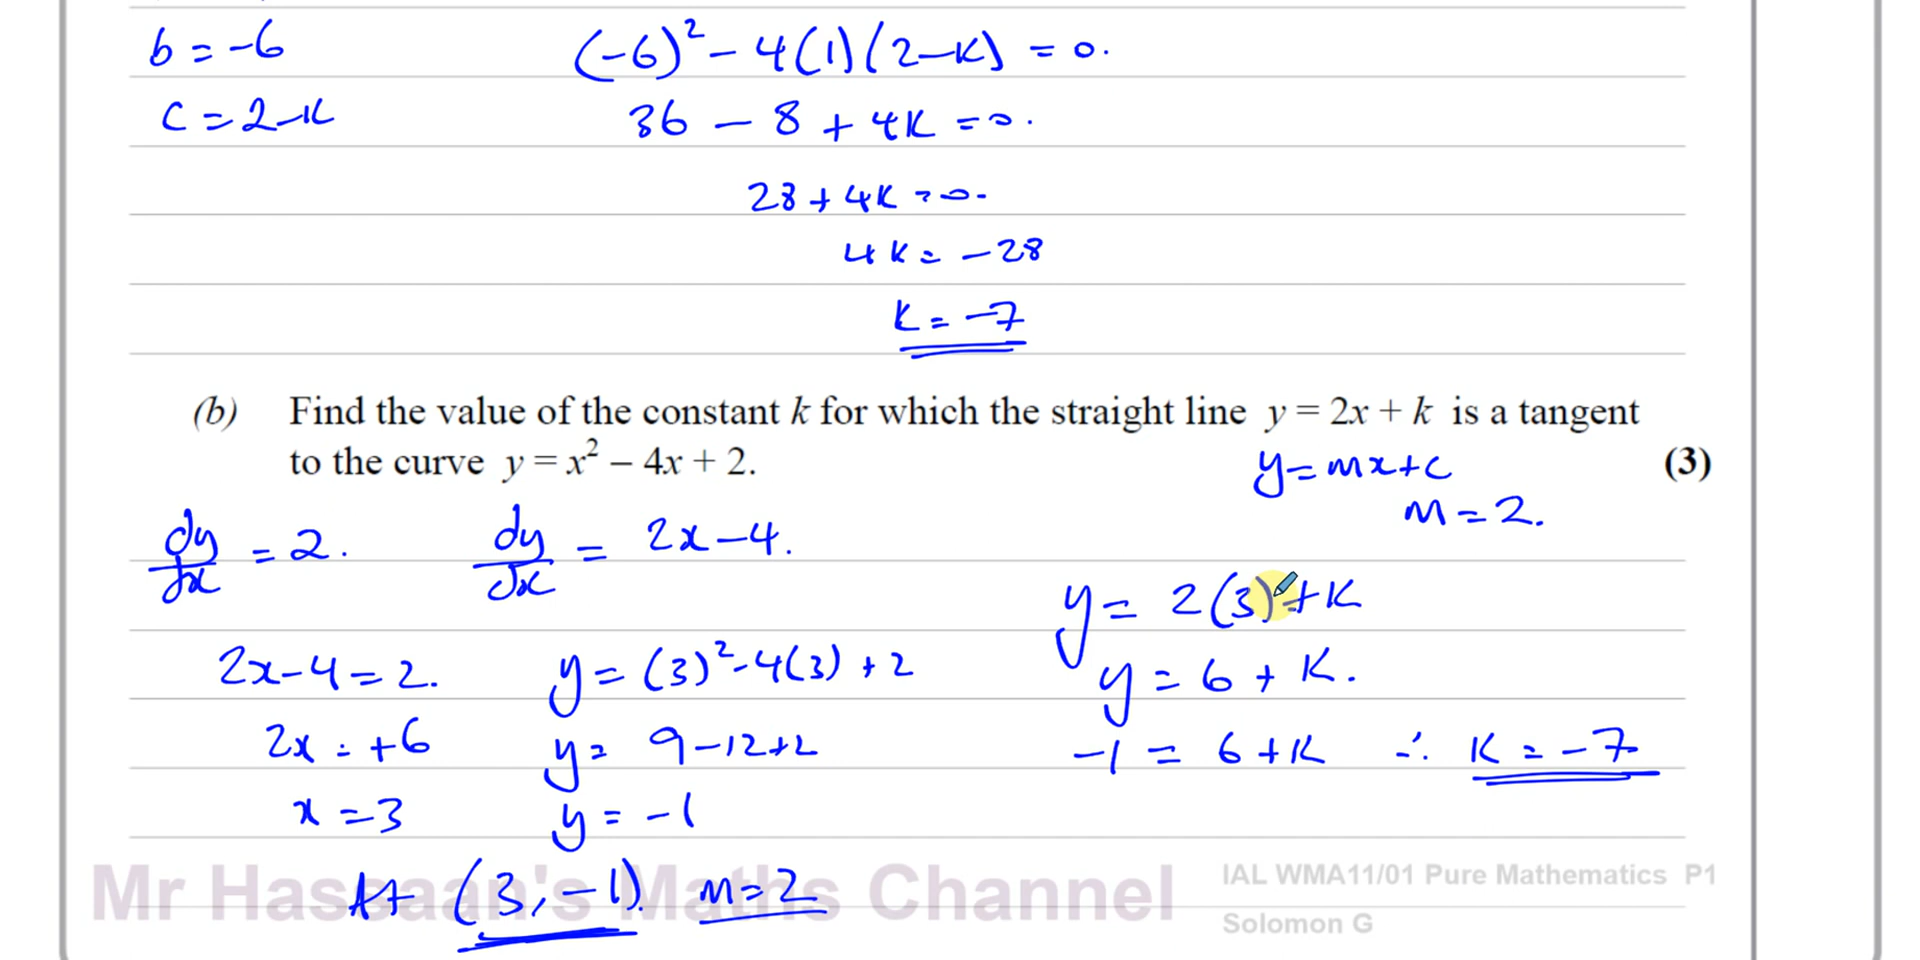 b = -6
(-6)² - 4(1)(2-k) = 0.
c = 2-k
36 - 8 + 4k = 0.
28 + 4k = 0.
4k = -28
k = -7
(b) Find the value of the constant k for which the straight line y = 2x + k is a tangent
to the curve y = x² – 4x + 2.
(3)
y = mx+c
m = 2.
dy/dx = 2.
dy/dx = 2x-4.
2x-4 = 2.
2x = +6
x = 3
y = (3)² - 4(3) + 2
y = 9-12+2
y = -1
At (3, -1). m = 2
y = 2(3) + k
y = 6 + k.
-1 = 6 + k ∴ k = -7
Mr Hassaan's Maths Channel
IAL WMA11/01 Pure Mathematics P1
Solomon G